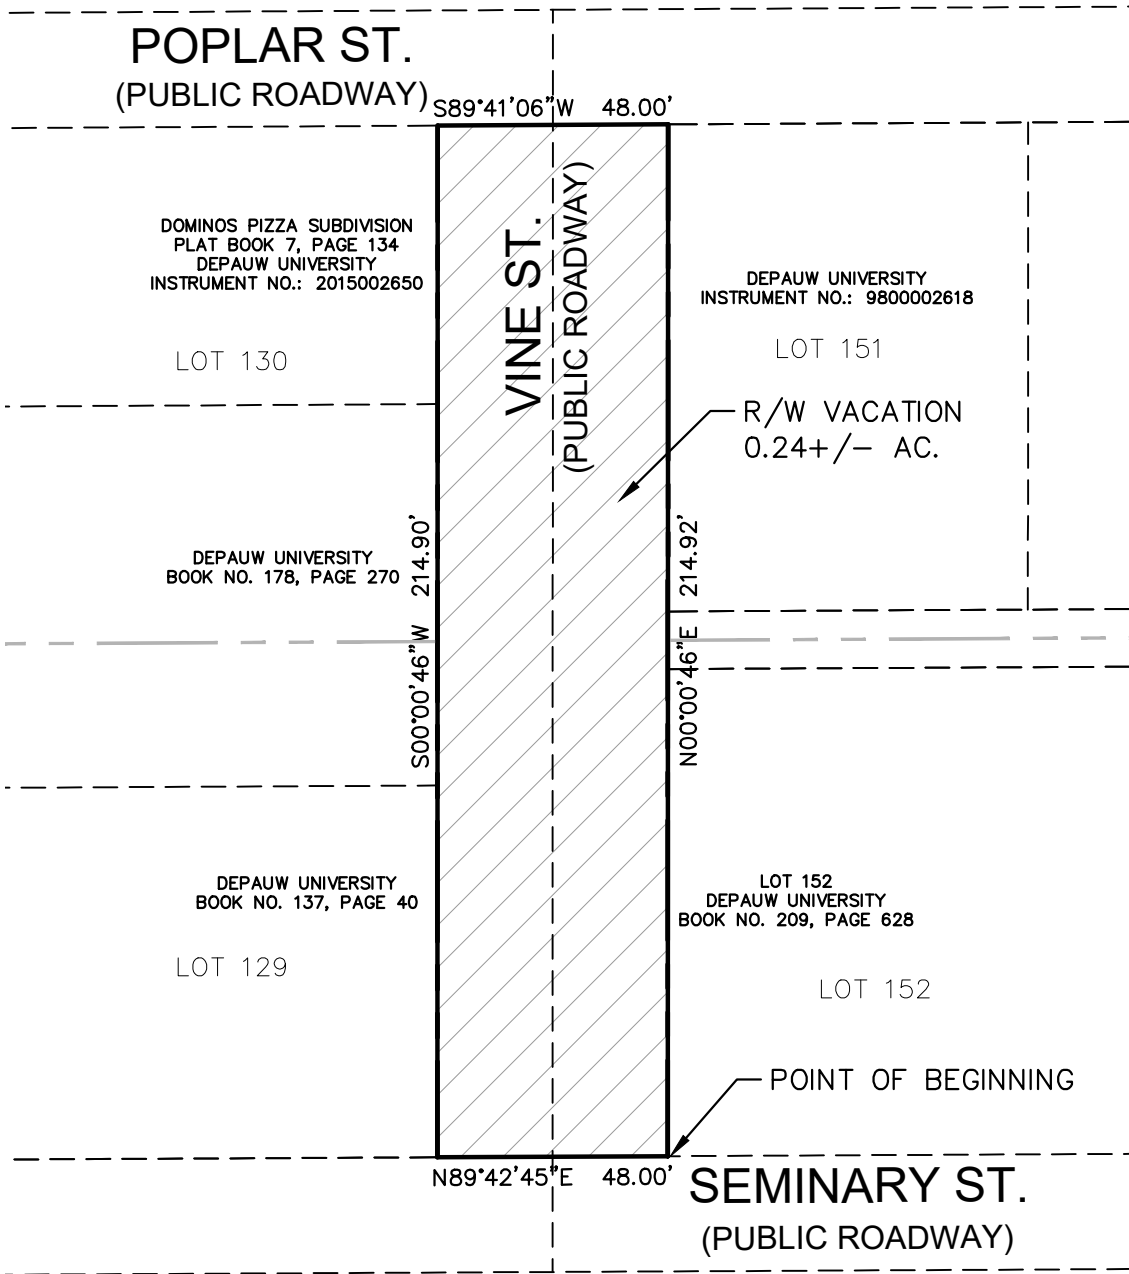 POPLAR ST.
(PUBLIC ROADWAY)
S89°41'06"W 48.00'
DOMINOS PIZZA SUBDIVISION
PLAT BOOK 7, PAGE 134
DEPAUW UNIVERSITY
INSTRUMENT NO.: 2015002650
LOT 130
VINE ST.
(PUBLIC ROADWAY)
DEPAUW UNIVERSITY
INSTRUMENT NO.: 9800002618
LOT 151
R/W VACATION
0.24+/- AC.
DEPAUW UNIVERSITY
BOOK NO. 178, PAGE 270
S00°00'46"W 214.90'
N00°00'46"E 214.92'
DEPAUW UNIVERSITY
BOOK NO. 137, PAGE 40
LOT 129
LOT 152
DEPAUW UNIVERSITY
BOOK NO. 209, PAGE 628
LOT 152
POINT OF BEGINNING
N89°42'45"E 48.00'
SEMINARY ST.
(PUBLIC ROADWAY)